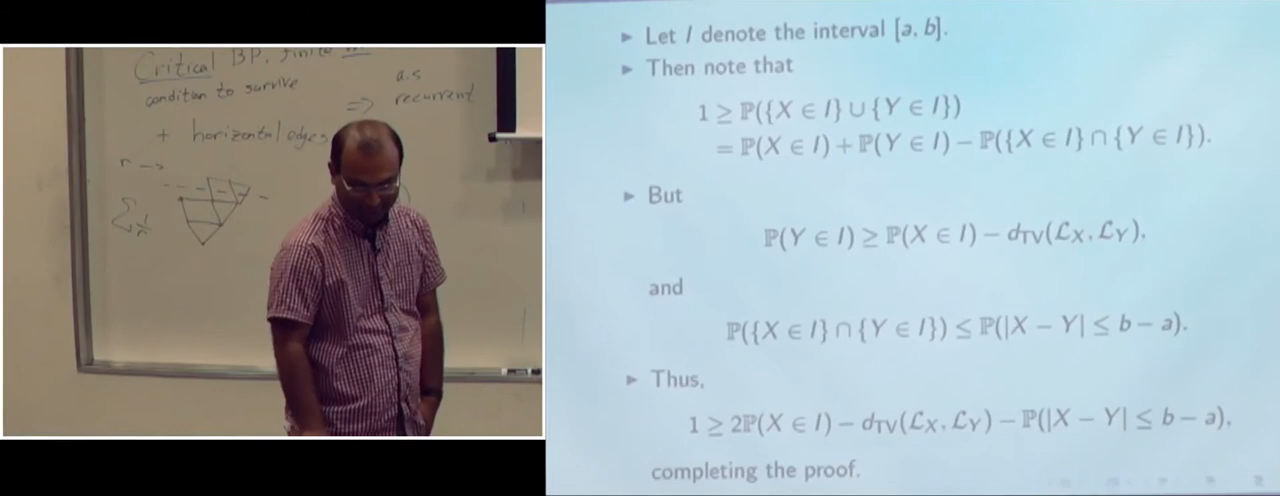 Critical BP, finite
condition to survive
a.s
⇒ recurrent
+ horizontal edges
r →
▶ Let I denote the interval [a, b].
▶ Then note that
1 ≥ ℙ({X ∈ I} ∪ {Y ∈ I})
= ℙ(X ∈ I) + ℙ(Y ∈ I) − ℙ({X ∈ I} ∩ {Y ∈ I}).
▶ But
ℙ(Y ∈ I) ≥ ℙ(X ∈ I) − d_TV(ℒ_X, ℒ_Y),
and
ℙ({X ∈ I} ∩ {Y ∈ I}) ≤ ℙ(|X − Y| ≤ b − a).
▶ Thus,
1 ≥ 2ℙ(X ∈ I) − d_TV(ℒ_X, ℒ_Y) − ℙ(|X − Y| ≤ b − a),
completing the proof.